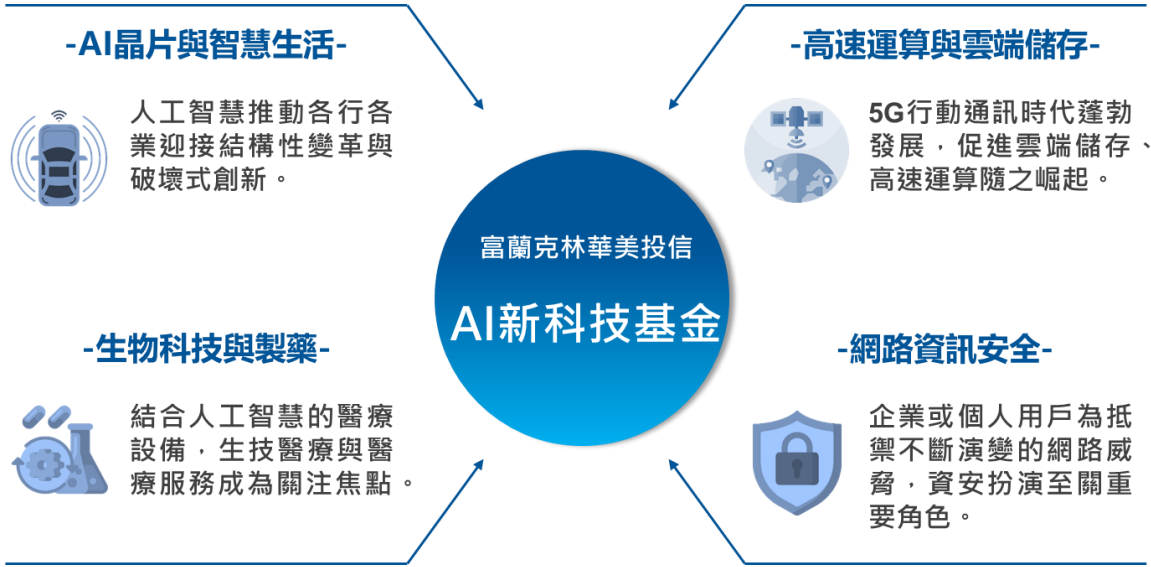 -AI晶片與智慧生活-
人工智慧推動各行各
業迎接結構性變革與
破壞式創新。
-高速運算與雲端儲存-
5G行動通訊時代蓬勃
發展，促進雲端儲存、
高速運算隨之崛起。
富蘭克林華美投信
AI新科技基金
-生物科技與製藥-
結合人工智慧的醫療
設備，生技醫療與醫
療服務成為關注焦點。
-網路資訊安全-
企業或個人用戶為抵
禦不斷演變的網路威
脅，資安扮演至關重
要角色。